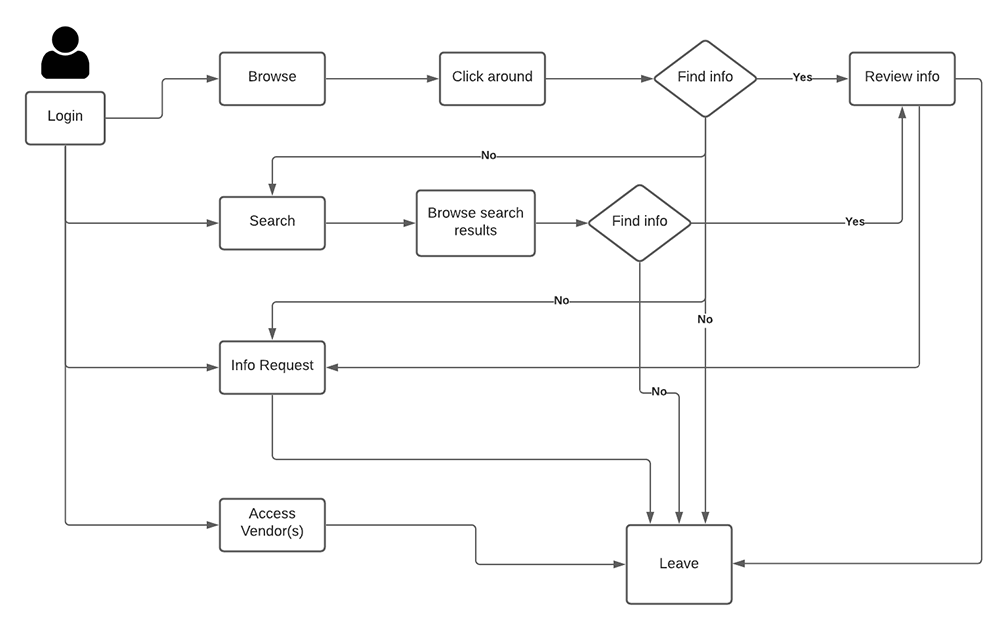 Login
Browse
Click around
Find info
Yes
Review info
No
Search
Browse search
results
Find info
Yes
No
No
Info Request
No
Access
Vendor(s)
Leave